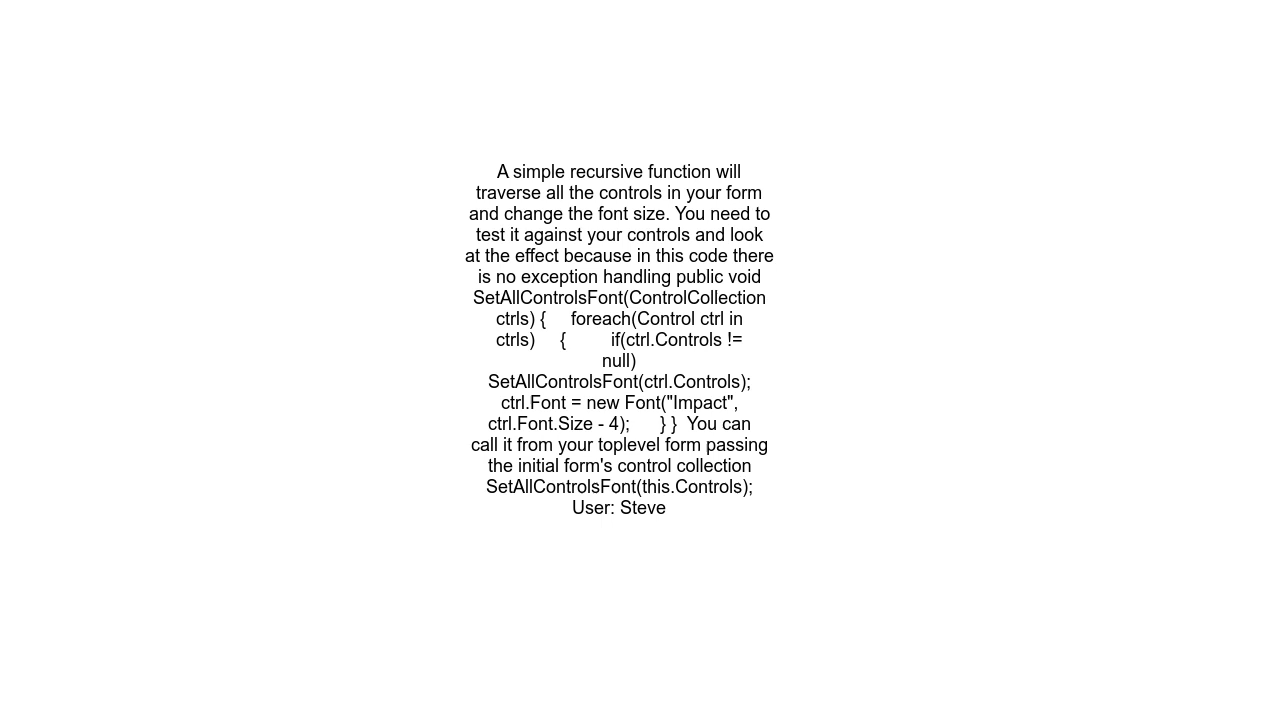 A simple recursive function will
traverse all the controls in your form
and change the font size. You need to
test it against your controls and look
at the effect because in this code there
is no exception handling public void
SetAllControlsFont(ControlCollection
ctrls) {     foreach(Control ctrl in
ctrls)     {         if(ctrl.Controls !=
null)
SetAllControlsFont(ctrl.Controls);
ctrl.Font = new Font("Impact",
ctrl.Font.Size - 4);      } }  You can
call it from your toplevel form passing
the initial form's control collection
SetAllControlsFont(this.Controls);
User: Steve